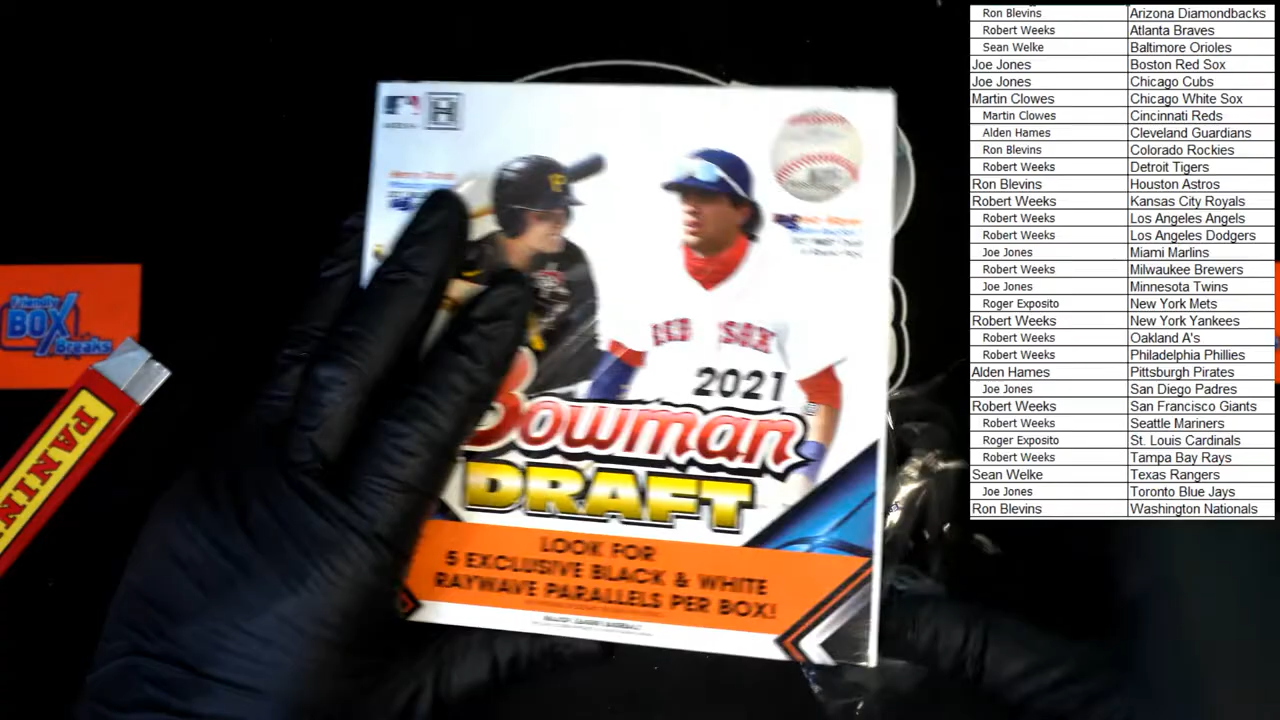 Friendly
BOX
Breaks
PANINI
H
RED SOX
2021
Bowman
DRAFT
LOOK FOR
5 EXCLUSIVE BLACK & WHITE
RAYWAVE PARALLELS PER BOX!
Ron Blevins Arizona Diamondbacks
Robert Weeks Atlanta Braves
Sean Welke Baltimore Orioles
Joe Jones Boston Red Sox
Joe Jones Chicago Cubs
Martin Clowes Chicago White Sox
Martin Clowes Cincinnati Reds
Alden Hames Cleveland Guardians
Ron Blevins Colorado Rockies
Robert Weeks Detroit Tigers
Ron Blevins Houston Astros
Robert Weeks Kansas City Royals
Robert Weeks Los Angeles Angels
Robert Weeks Los Angeles Dodgers
Joe Jones Miami Marlins
Robert Weeks Milwaukee Brewers
Joe Jones Minnesota Twins
Roger Exposito New York Mets
Robert Weeks New York Yankees
Robert Weeks Oakland A's
Robert Weeks Philadelphia Phillies
Alden Hames Pittsburgh Pirates
Joe Jones San Diego Padres
Robert Weeks San Francisco Giants
Robert Weeks Seattle Mariners
Roger Exposito St. Louis Cardinals
Robert Weeks Tampa Bay Rays
Sean Welke Texas Rangers
Joe Jones Toronto Blue Jays
Ron Blevins Washington Nationals